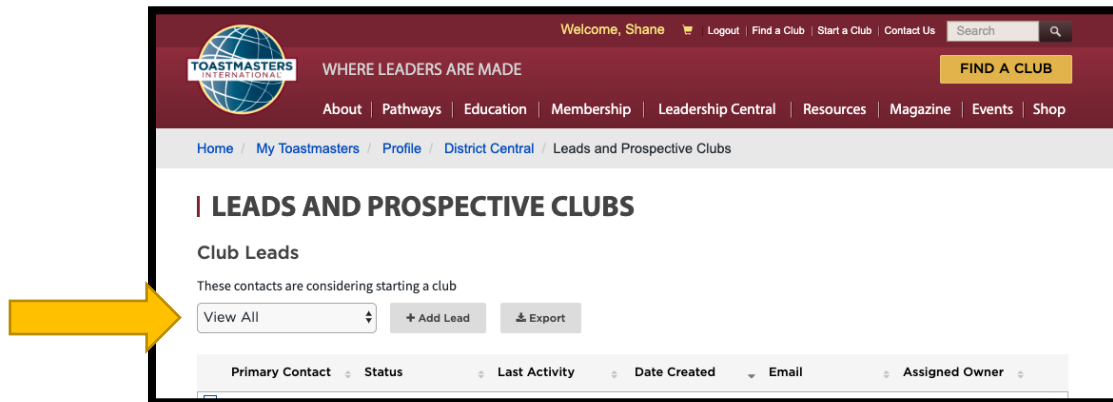 Welcome, Shane Logout | Find a Club | Start a Club | Contact Us Search
TOASTMASTERS
INTERNATIONAL
WHERE LEADERS ARE MADE
FIND A CLUB
About | Pathways | Education | Membership | Leadership Central | Resources | Magazine | Events | Shop
Home / My Toastmasters / Profile / District Central / Leads and Prospective Clubs
LEADS AND PROSPECTIVE CLUBS
Club Leads
These contacts are considering starting a club
View All + Add Lead Export
Primary Contact Status Last Activity Date Created Email Assigned Owner